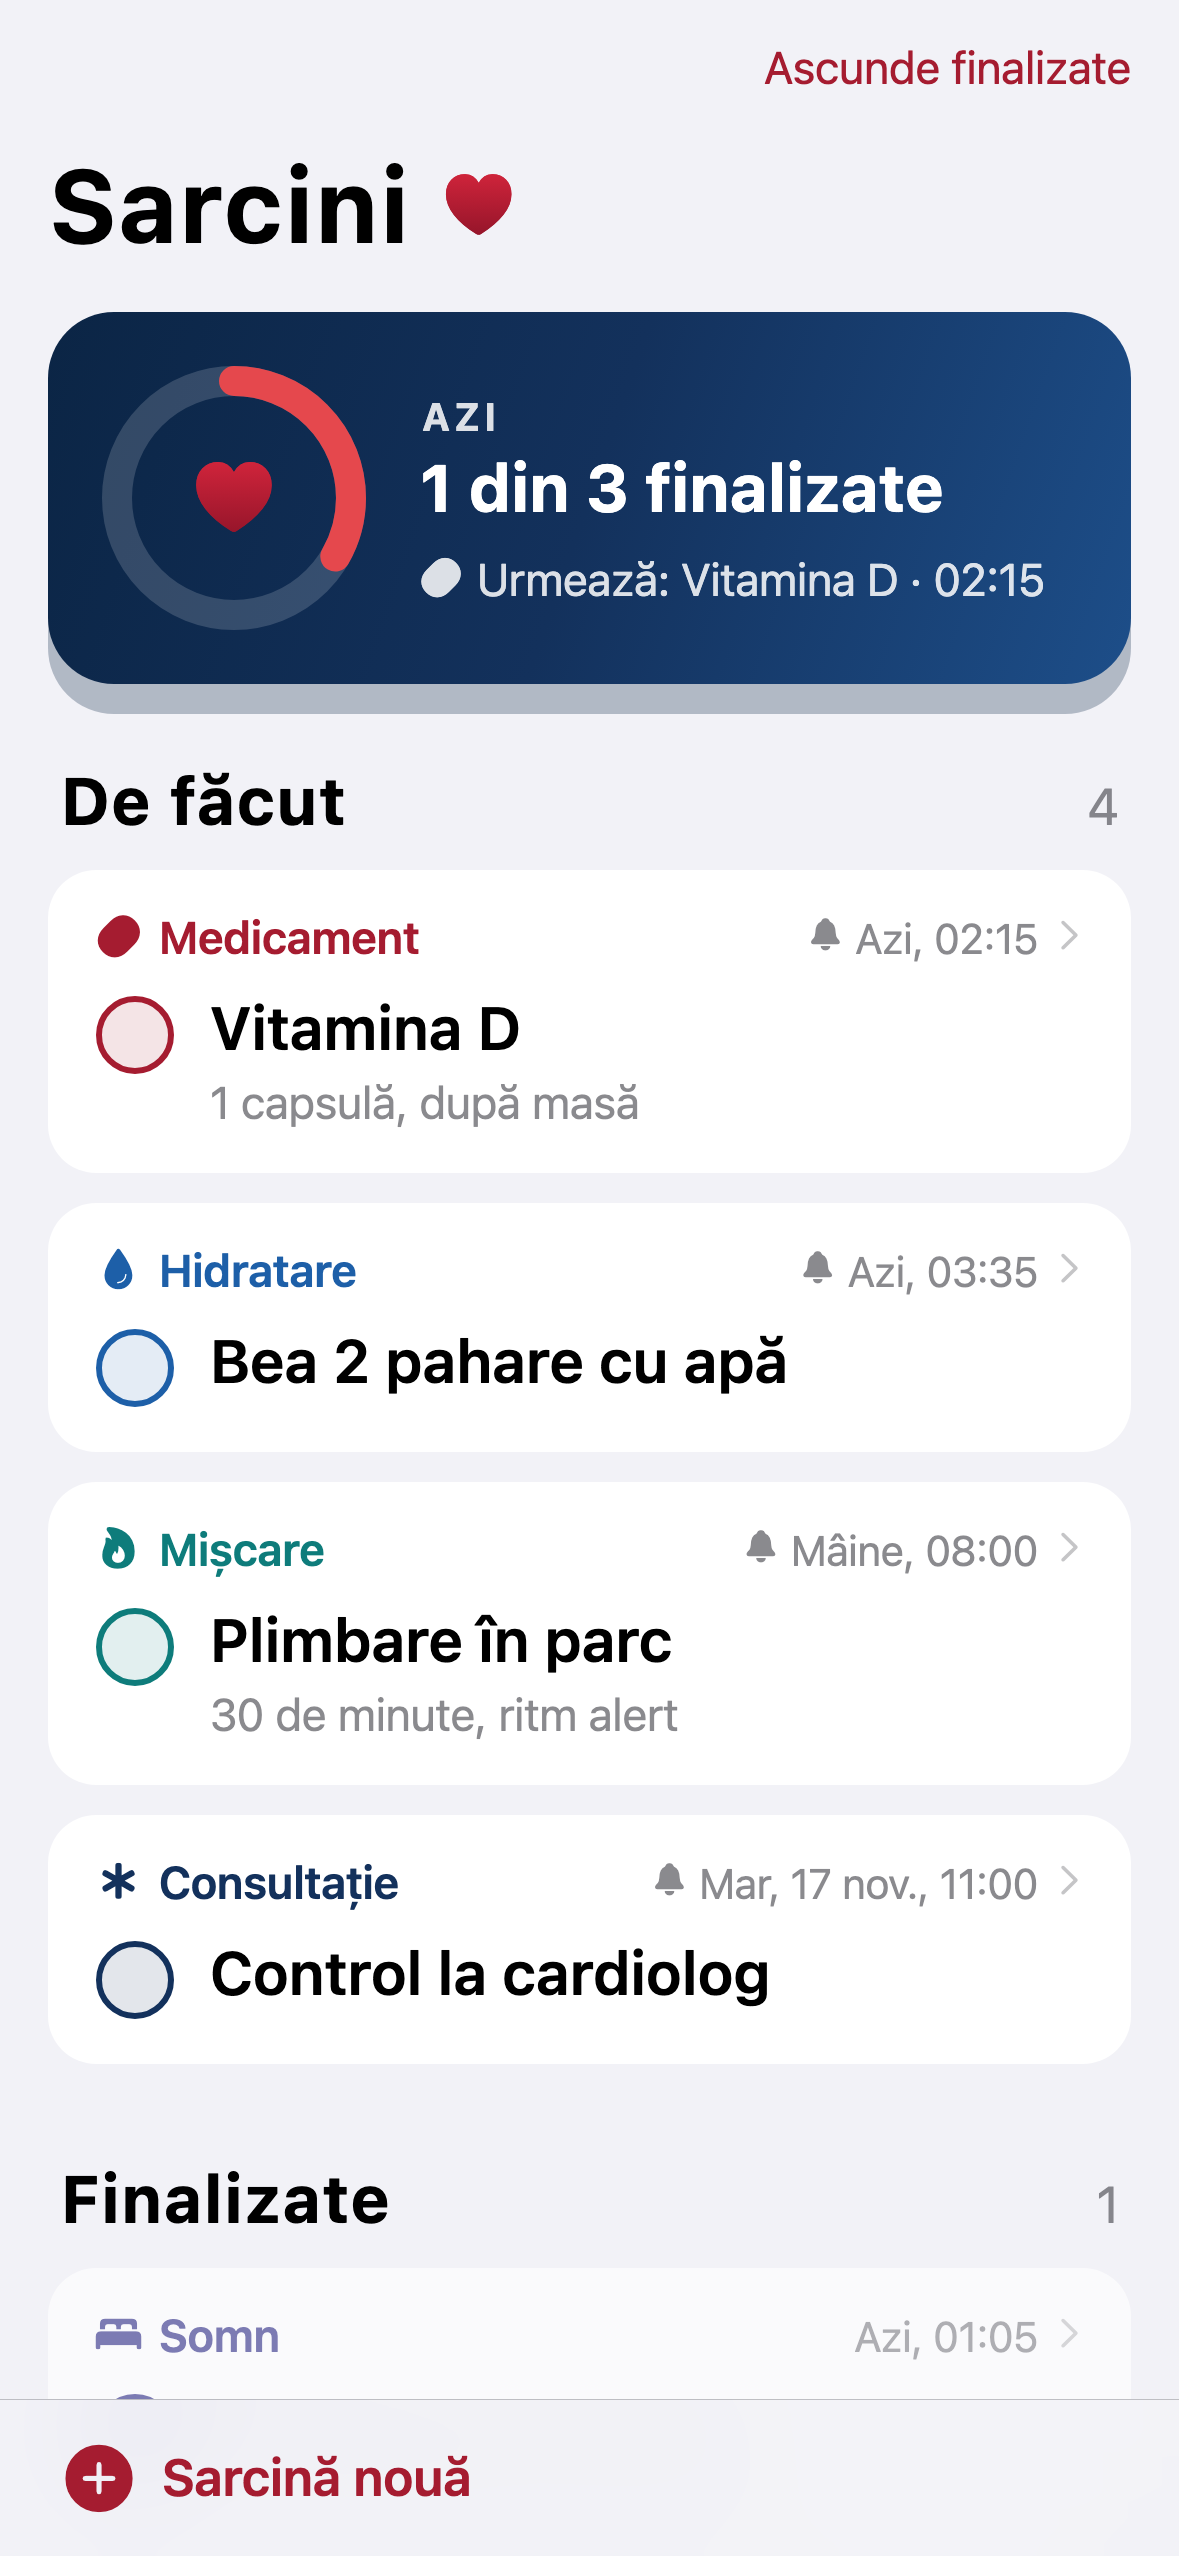 Ascunde finalizate
Sarcini
AZI
1 din 3 finalizate
Urmează: Vitamina D · 02:15
De făcut 4
Medicament Azi, 02:15
Vitamina D
1 capsulă, după masă
Hidratare Azi, 03:35
Bea 2 pahare cu apă
Mișcare Mâine, 08:00
Plimbare în parc
30 de minute, ritm alert
Consultație Mar, 17 nov., 11:00
Control la cardiolog
Finalizate 1
Somn Azi, 01:05
Sarcină nouă